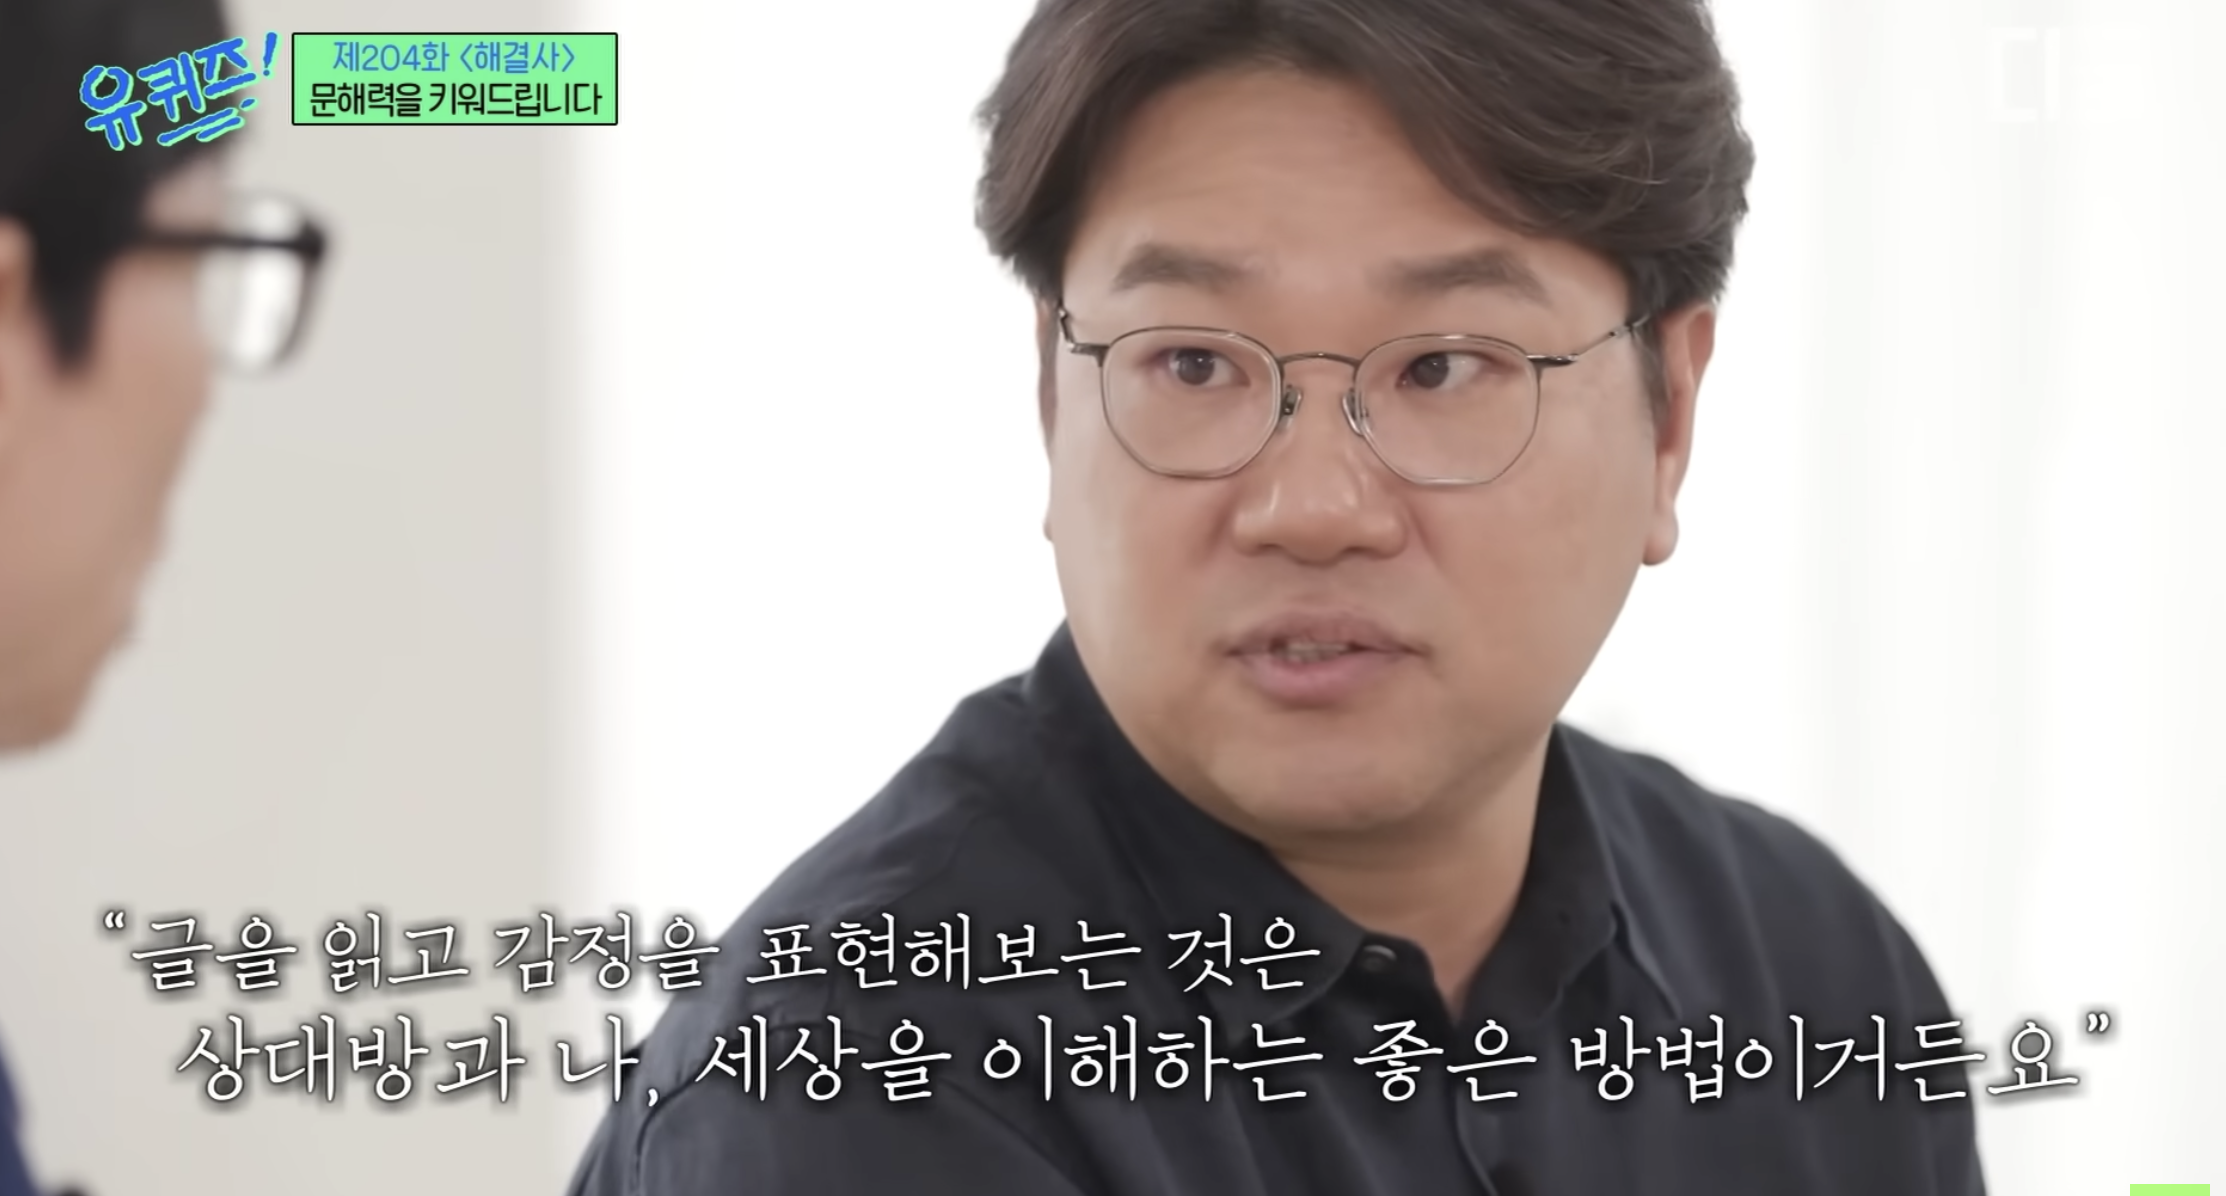 유퀴즈!
제204화 <해결사>
문해력을 키워드립니다
“글을 읽고 감정을 표현해보는 것은
상대방과 나, 세상을 이해하는 좋은 방법이거든요”